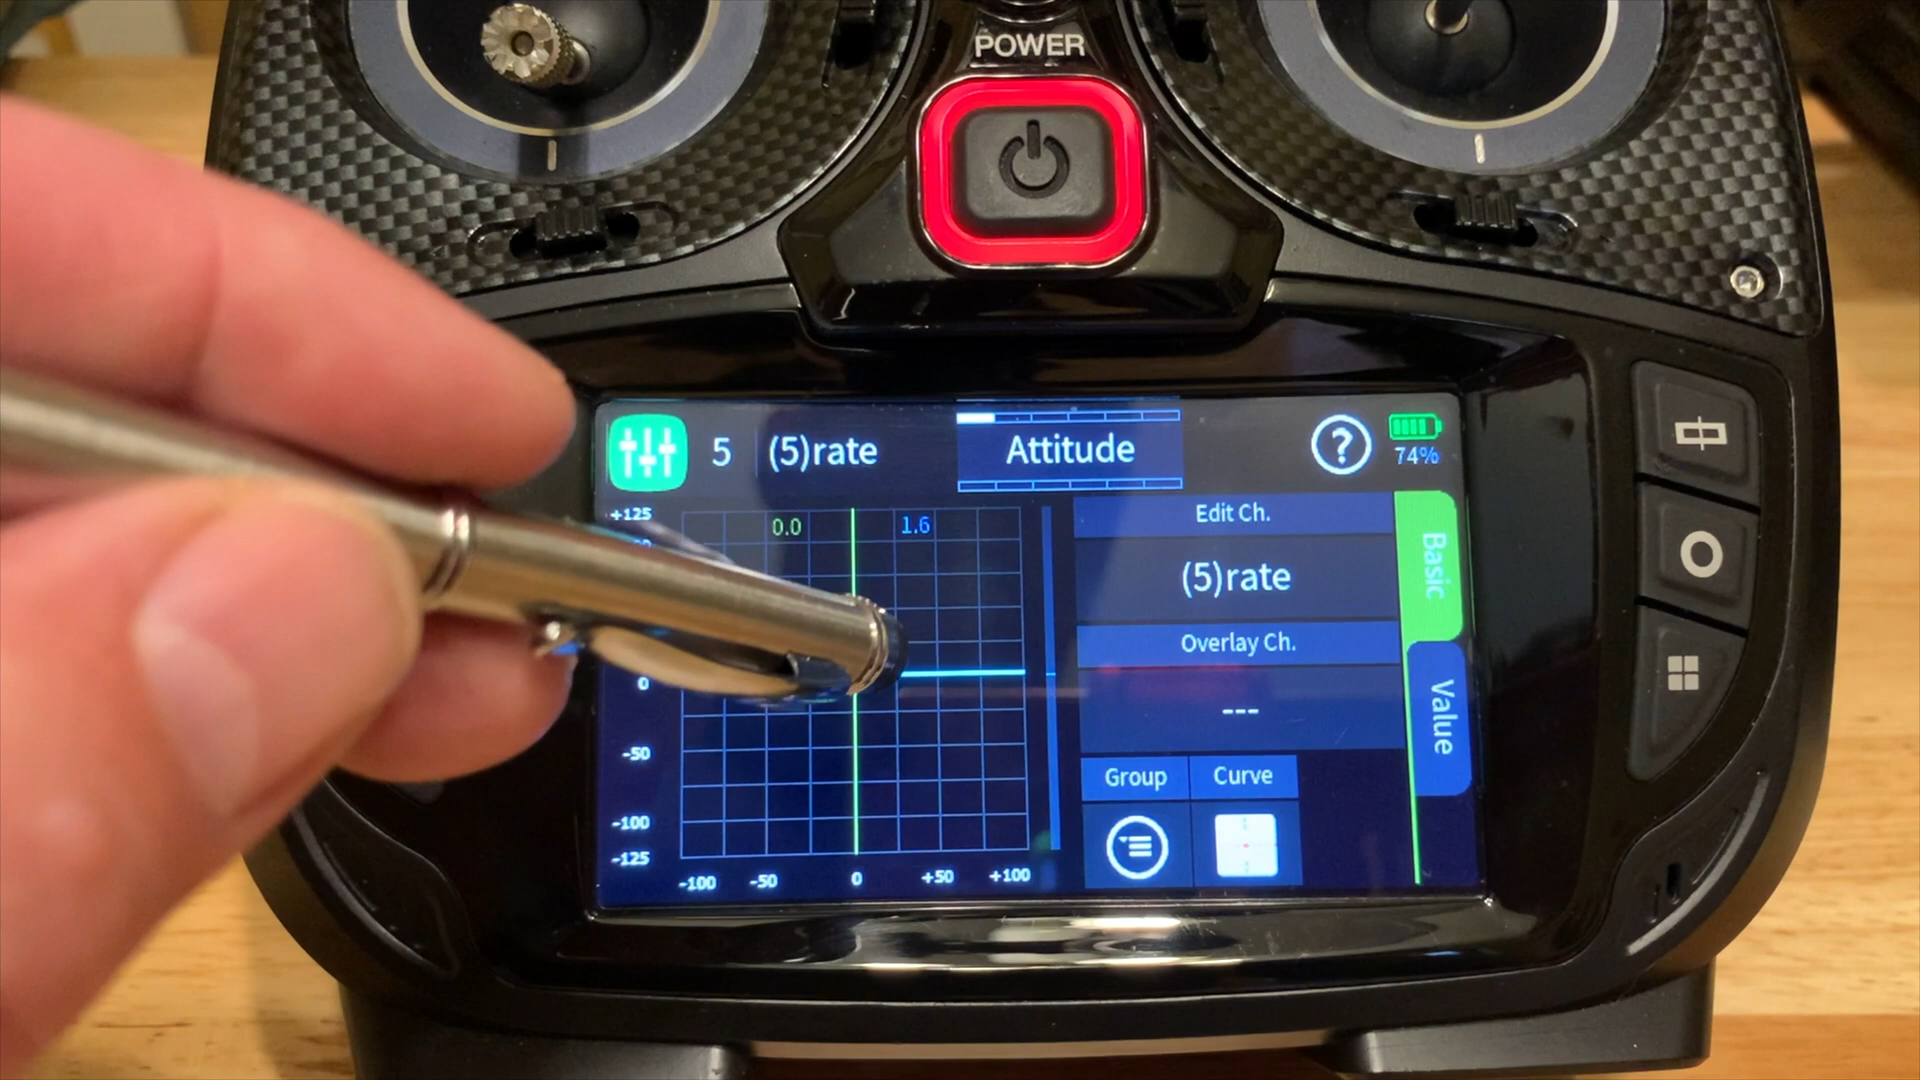 POWER
5 (5)rate Attitude ? 74%
+125 0.0 1.6
0
-50
-100
-125
-100 -50 0 +50 +100
Edit Ch.
(5)rate
Overlay Ch.
---
Group Curve
Basic
Value